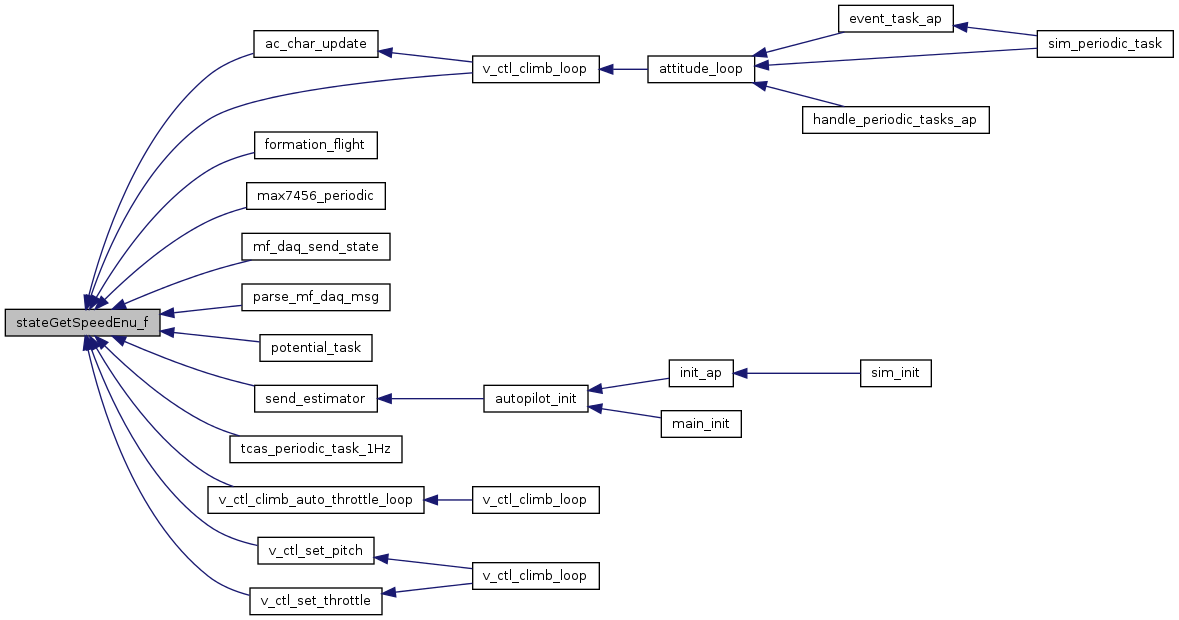 event_task_ap
ac_char_update
sim_periodic_task
v_ctl_climb_loop
attitude_loop
handle_periodic_tasks_ap
formation_flight
max7456_periodic
mf_daq_send_state
parse_mf_daq_msg
stateGetSpeedEnu_f
potential_task
init_ap
sim_init
send_estimator
autopilot_init
main_init
tcas_periodic_task_1Hz
v_ctl_climb_auto_throttle_loop
v_ctl_climb_loop
v_ctl_set_pitch
v_ctl_climb_loop
v_ctl_set_throttle